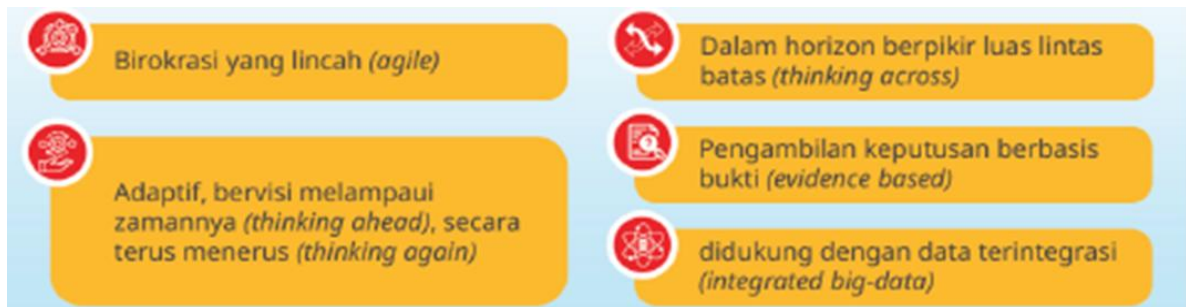 Birokrasi yang lincah (agile)
Adaptif, bervisi melampaui
zamannya (thinking ahead), secara
terus menerus (thinking again)
Dalam horizon berpikir luas lintas
batas (thinking across)
Pengambilan keputusan berbasis
bukti (evidence based)
didukung dengan data terintegrasi
(integrated big-data)